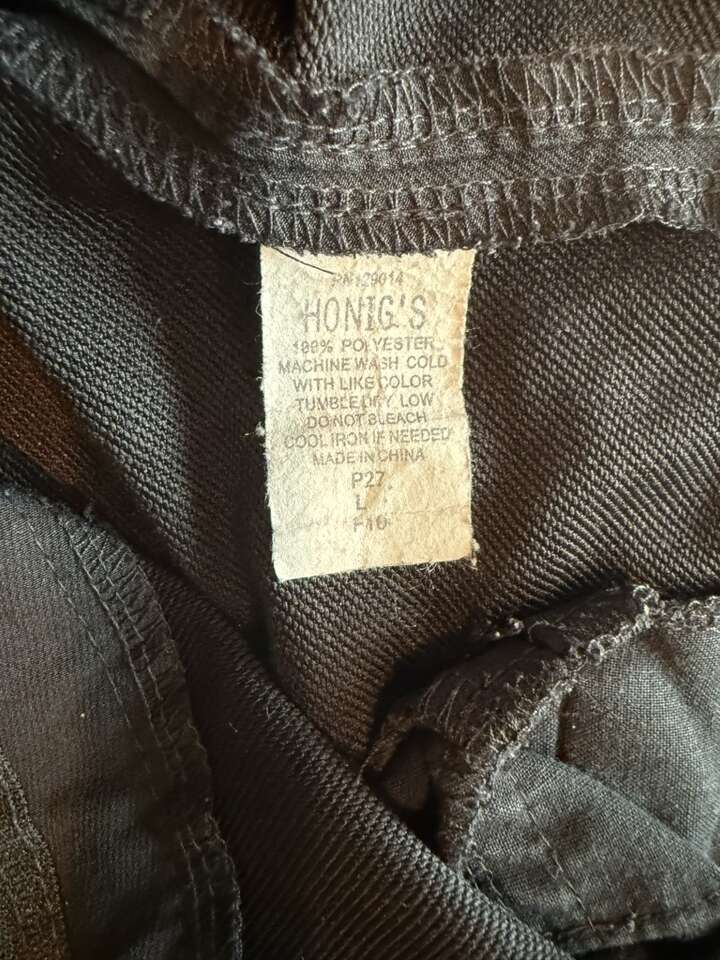 RN129014
HONIG'S
100% POLYESTER
MACHINE WASH COLD
WITH LIKE COLOR
TUMBLE DRY LOW
DO NOT BLEACH
COOL IRON IF NEEDED
MADE IN CHINA
P27
L
F10